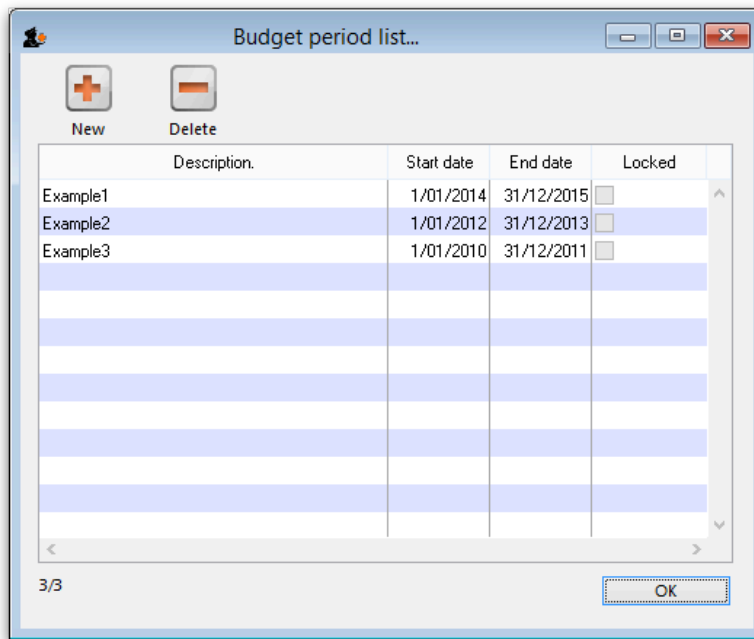 Budget period list...
New Delete
Description. Start date End date Locked
Example1 1/01/2014 31/12/2015
Example2 1/01/2012 31/12/2013
Example3 1/01/2010 31/12/2011
3/3 OK